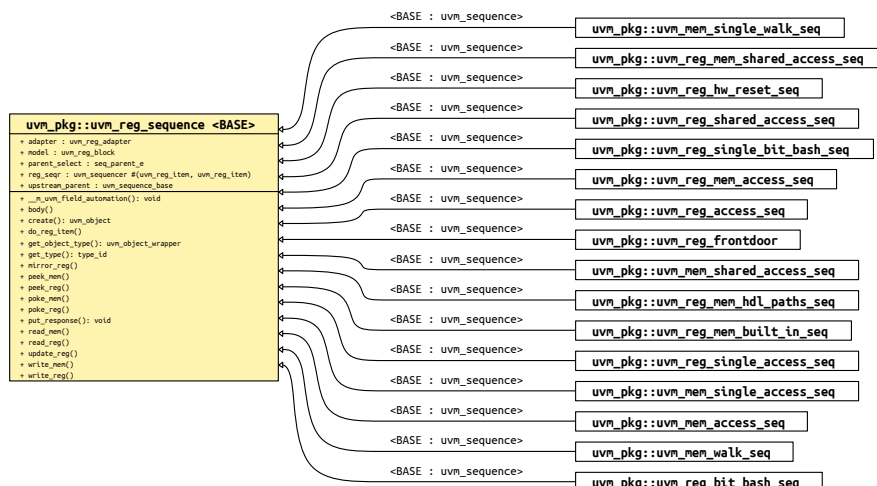 <BASE : uvm_sequence>
uvm_pkg::uvm_mem_single_walk_seq
<BASE : uvm_sequence>
uvm_pkg::uvm_reg_mem_shared_access_seq
<BASE : uvm_sequence>
uvm_pkg::uvm_reg_hw_reset_seq
<BASE : uvm_sequence>
uvm_pkg::uvm_reg_shared_access_seq
<BASE : uvm_sequence>
uvm_pkg::uvm_reg_single_bit_bash_seq
<BASE : uvm_sequence>
uvm_pkg::uvm_reg_mem_access_seq
<BASE : uvm_sequence>
uvm_pkg::uvm_reg_access_seq
<BASE : uvm_sequence>
uvm_pkg::uvm_reg_frontdoor
<BASE : uvm_sequence>
uvm_pkg::uvm_mem_shared_access_seq
<BASE : uvm_sequence>
uvm_pkg::uvm_reg_mem_hdl_paths_seq
<BASE : uvm_sequence>
uvm_pkg::uvm_reg_mem_built_in_seq
<BASE : uvm_sequence>
uvm_pkg::uvm_reg_single_access_seq
<BASE : uvm_sequence>
uvm_pkg::uvm_mem_single_access_seq
<BASE : uvm_sequence>
uvm_pkg::uvm_mem_access_seq
<BASE : uvm_sequence>
uvm_pkg::uvm_mem_walk_seq
<BASE : uvm_sequence>
uvm_pkg::uvm_reg_bit_bash_seq
uvm_pkg::uvm_reg_sequence <BASE>
+ adapter : uvm_reg_adapter
+ model : uvm_reg_block
+ parent_select : seq_parent_e
+ reg_seqr : uvm_sequencer #(uvm_reg_item, uvm_reg_item)
+ upstream_parent : uvm_sequence_base
+ __m_uvm_field_automation(): void
+ body()
+ create(): uvm_object
+ do_reg_item()
+ get_object_type(): uvm_object_wrapper
+ get_type(): type_id
+ mirror_reg()
+ peek_mem()
+ peek_reg()
+ poke_mem()
+ poke_reg()
+ put_response(): void
+ read_mem()
+ read_reg()
+ update_reg()
+ write_mem()
+ write_reg()